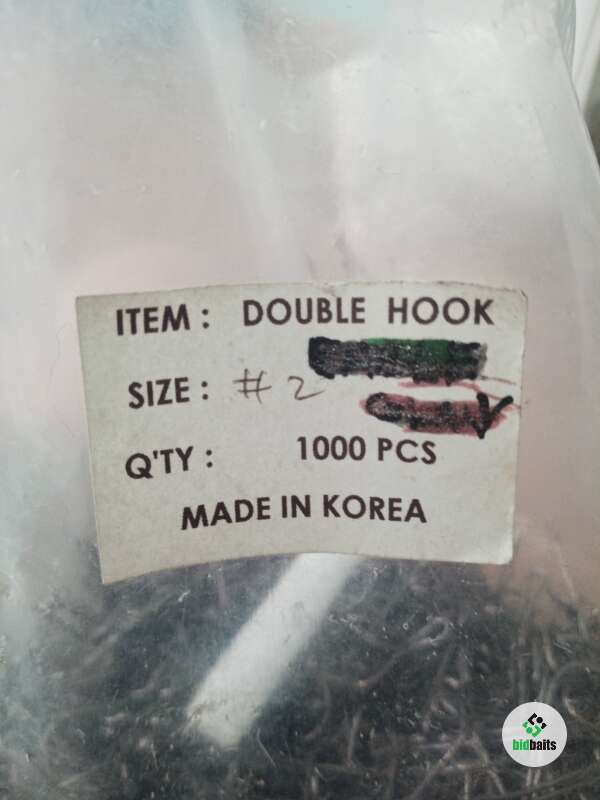 ITEM : DOUBLE HOOK
SIZE : # 2
Q'TY : 1000 PCS
MADE IN KOREA
bidbaits